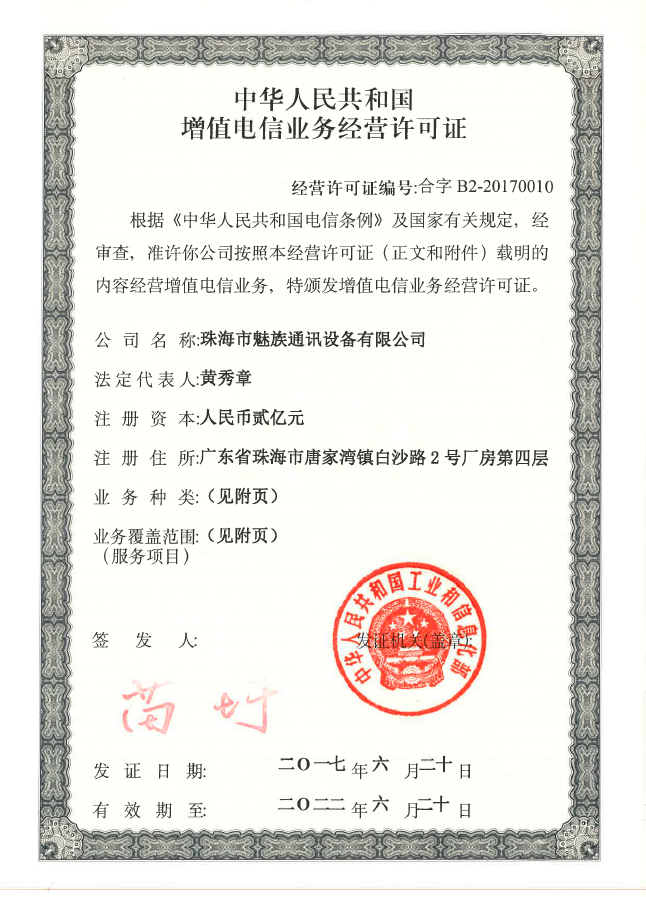 中华人民共和国
增值电信业务经营许可证
经营许可证编号:合字 B2-20170010
根据《中华人民共和国电信条例》及国家有关规定，经
审查，准许你公司按照本经营许可证（正文和附件）载明的
内容经营增值电信业务，特颁发增值电信业务经营许可证。
公司名称:珠海市魅族通讯设备有限公司
法定代表人:黄秀章
注册资本:人民币贰亿元
注册住所:广东省珠海市唐家湾镇白沙路2号厂房第四层
业务种类:（见附页）
业务覆盖范围:（见附页）
（服务项目）
中华人民共和国工业和信息化部
签发人: 发证机关(盖章):
苗圩
发证日期: 二〇一七年六月二十日
有效期至: 二〇二二年六月二十日